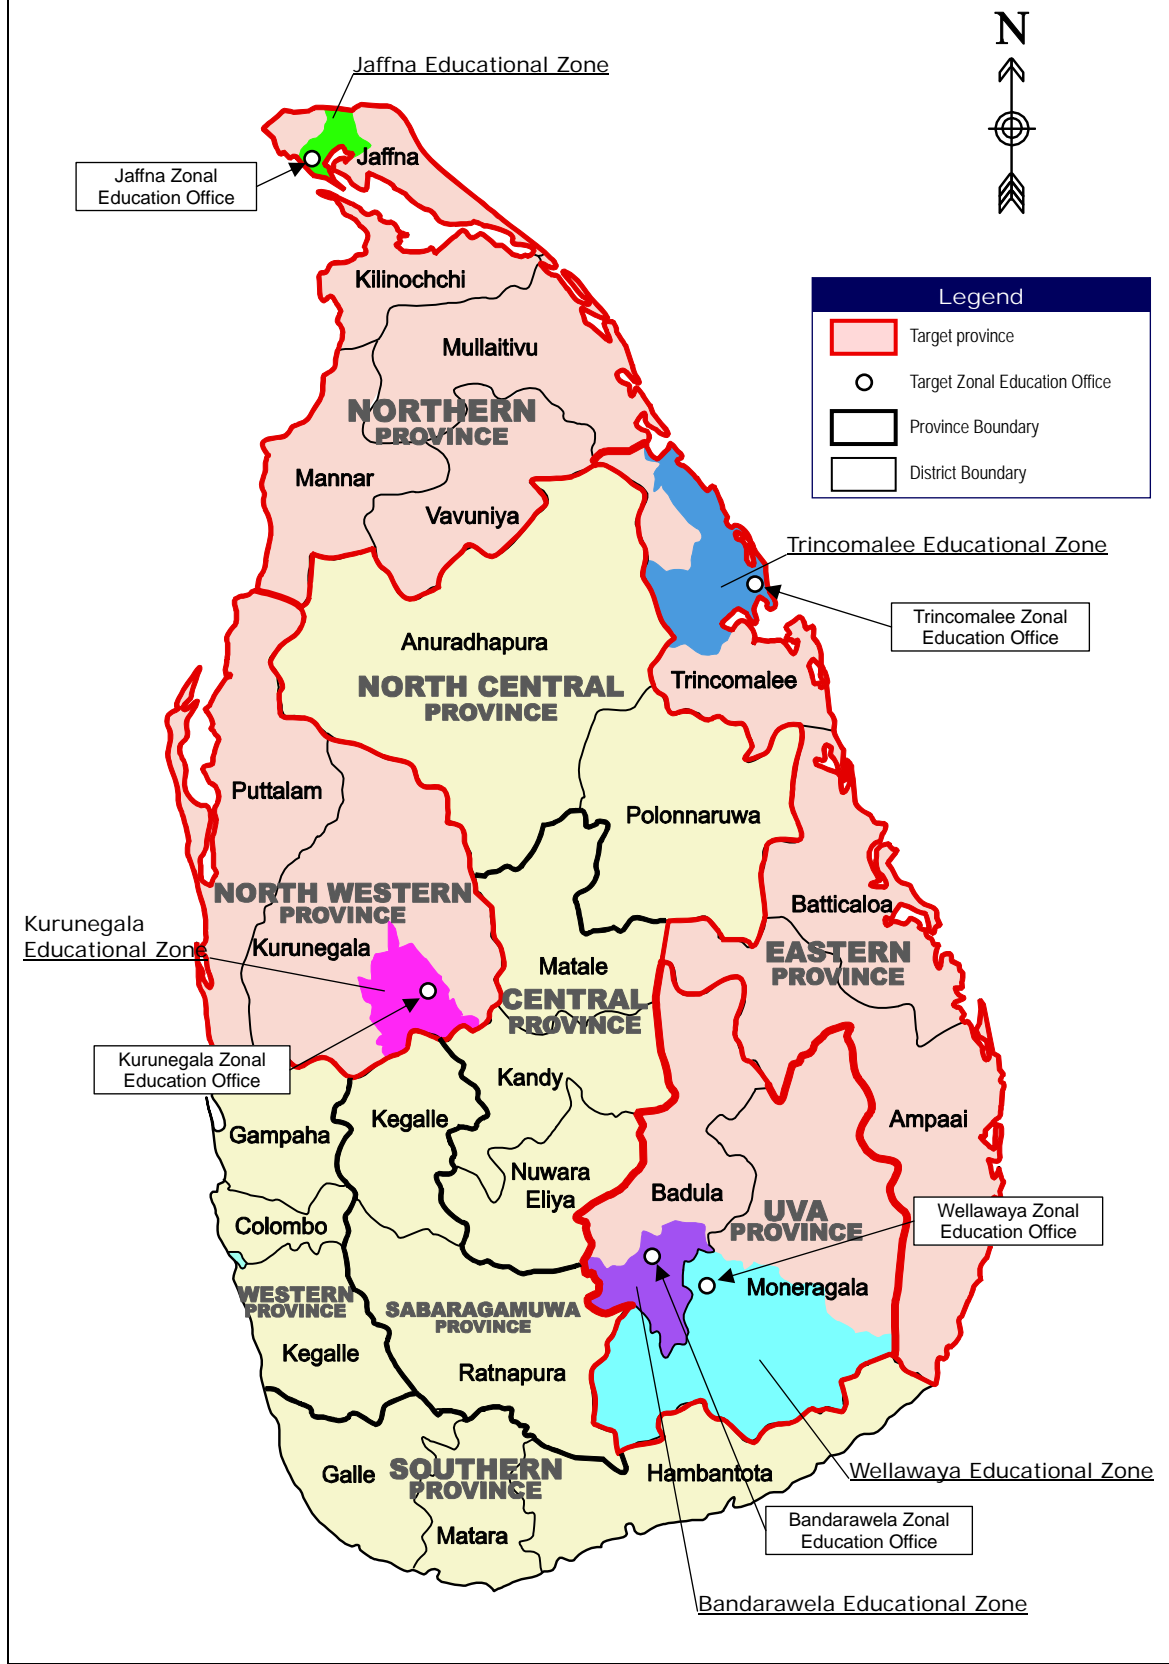 N
Jaffna Educational Zone
Jaffna
Jaffna Zonal
Education Office
Kilinochchi
Legend
Target province
Target Zonal Education Office
Province Boundary
District Boundary
Mullaitivu
NORTHERN
PROVINCE
Mannar
Vavuniya
Trincomalee Educational Zone
Trincomalee Zonal
Education Office
Anuradhapura
NORTH CENTRAL
PROVINCE
Trincomalee
Puttalam
Polonnaruwa
NORTH WESTERN
PROVINCE
Batticaloa
Kurunegala
Educational Zone
Kurunegala
EASTERN
PROVINCE
Matale
CENTRAL
PROVINCE
Kurunegala Zonal
Education Office
Kandy
Kegalle
Ampaai
Gampaha
Nuwara
Eliya
Badula
UVA
PROVINCE
Wellawaya Zonal
Education Office
Colombo
Moneragala
WESTERN
PROVINCE
SABARAGAMUWA
PROVINCE
Kegalle
Ratnapura
Galle
SOUTHERN
PROVINCE
Hambantota
Wellawaya Educational Zone
Matara
Bandarawela Zonal
Education Office
Bandarawela Educational Zone